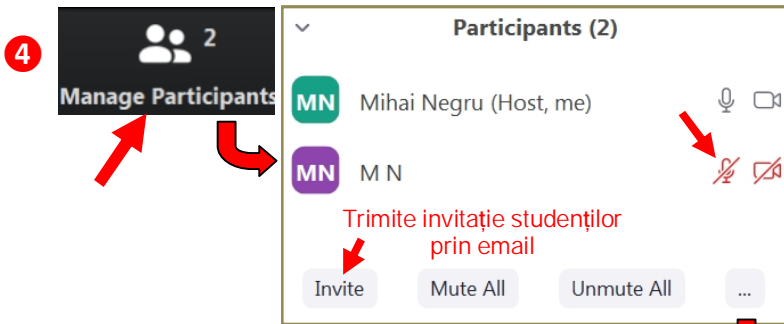 4
2
Manage Participants
Participants (2)
MN Mihai Negru (Host, me)
MN M N
Trimite invitație studenților
prin email
Invite Mute All Unmute All ...